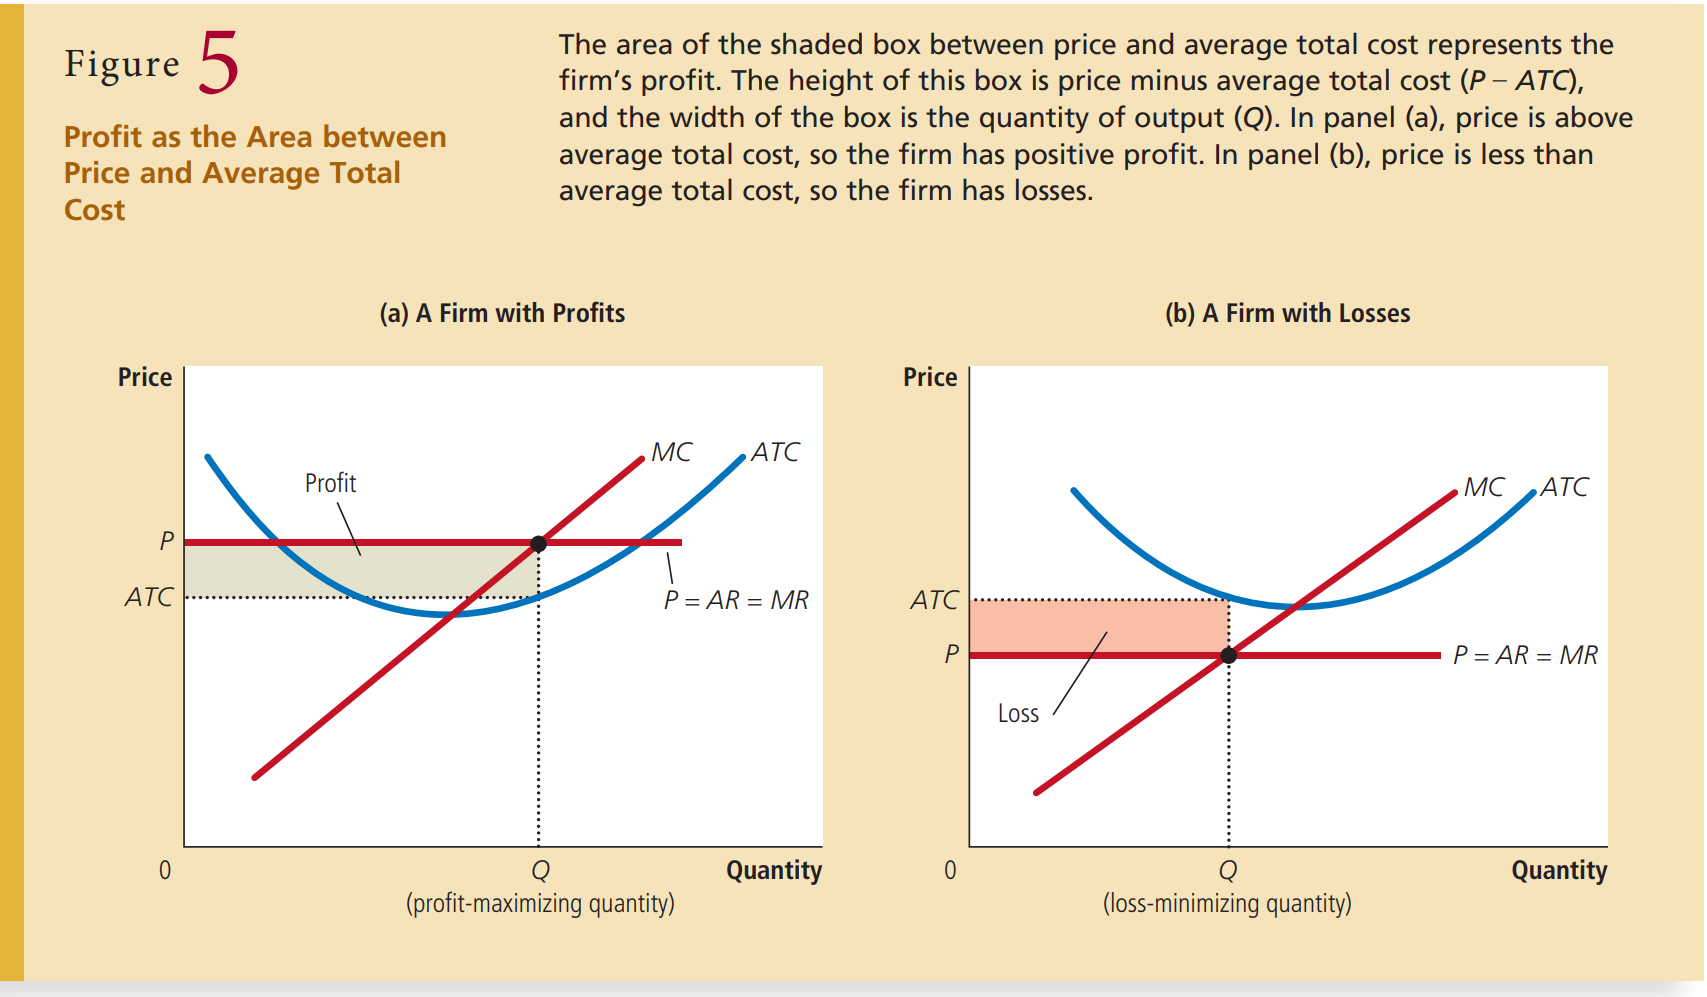 Figure 5
Profit as the Area between
Price and Average Total
Cost
The area of the shaded box between price and average total cost represents the
firm's profit. The height of this box is price minus average total cost (P – ATC),
and the width of the box is the quantity of output (Q). In panel (a), price is above
average total cost, so the firm has positive profit. In panel (b), price is less than
average total cost, so the firm has losses.
(a) A Firm with Profits
Price
MC
ATC
Profit
P
ATC
P = AR = MR
0
Q
Quantity
(profit-maximizing quantity)
(b) A Firm with Losses
Price
MC
ATC
ATC
P
P = AR = MR
Loss
0
Q
Quantity
(loss-minimizing quantity)